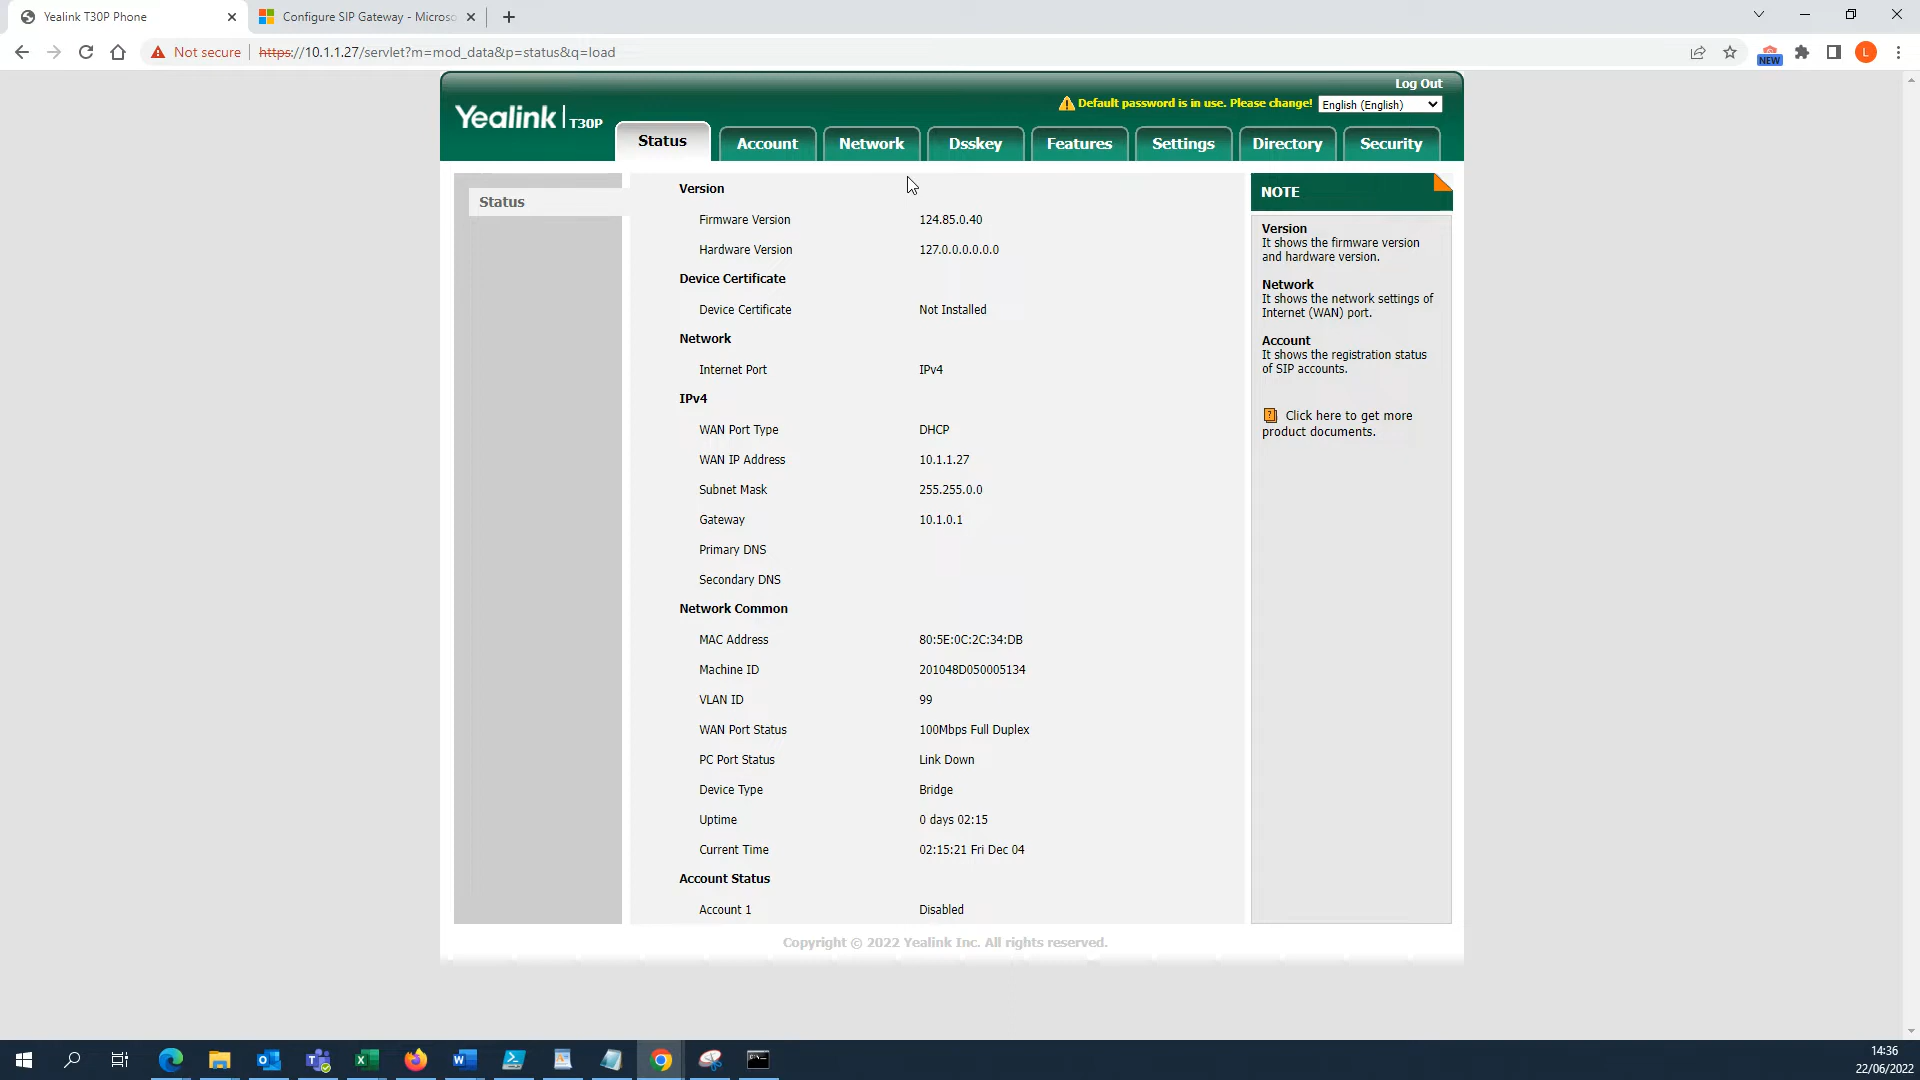 Yealink T30P Phone
Configure SIP Gateway - Microso
Not secure
https://10.1.1.27/servlet?m=mod_data&p=status&q=load
NEW
L
Log Out
Default password is in use. Please change!
English (English)
Yealink T30P
Status
Account
Network
Dsskey
Features
Settings
Directory
Security
Status
Version
Firmware Version 124.85.0.40
Hardware Version 127.0.0.0.0.0.0
Device Certificate
Device Certificate Not Installed
Network
Internet Port IPv4
IPv4
WAN Port Type DHCP
WAN IP Address 10.1.1.27
Subnet Mask 255.255.0.0
Gateway 10.1.0.1
Primary DNS
Secondary DNS
Network Common
MAC Address 80:5E:0C:2C:34:DB
Machine ID 201048D050005134
VLAN ID 99
WAN Port Status 100Mbps Full Duplex
PC Port Status Link Down
Device Type Bridge
Uptime 0 days 02:15
Current Time 02:15:21 Fri Dec 04
Account Status
Account 1 Disabled
NOTE
Version
It shows the firmware version
and hardware version.
Network
It shows the network settings of
Internet (WAN) port.
Account
It shows the registration status
of SIP accounts.
Click here to get more
product documents.
Copyright © 2022 Yealink Inc. All rights reserved.
14:36
22/06/2022